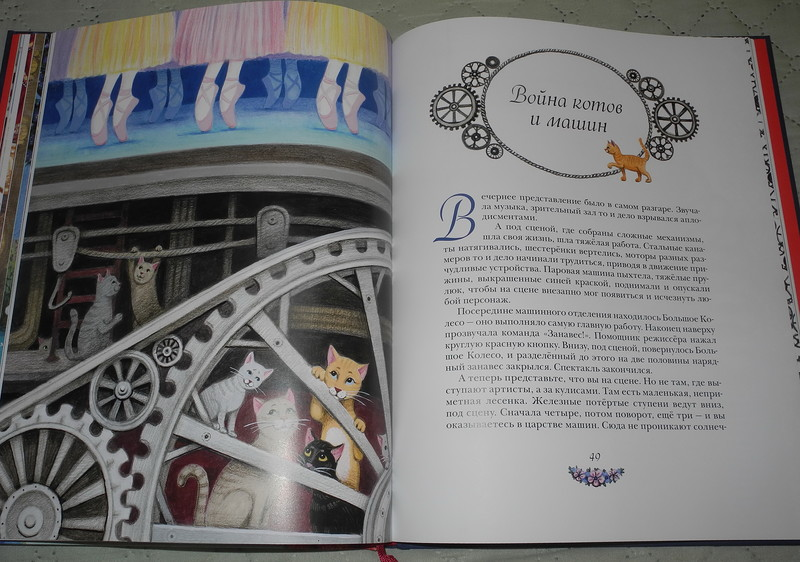 Война котов
и машин
Вечернее представление было в самом разгаре. Звуча-
ла музыка, зрительный зал то и дело взрывался апло-
дисментами.
А под сценой, где собраны сложные механизмы,
шла своя жизнь, шла тяжёлая работа. Стальные кана-
ты натягивались, шестерёнки вертелись, моторы разных раз-
меров то и дело начинали трудиться, приводя в движение при-
чудливые устройства. Паровая машина пыхтела, тяжёлые пру-
жины, выкрашенные синей краской, поднимали и опускали
люк, чтобы на сцене внезапно мог появиться и исчезнуть лю-
бой персонаж.
Посередине машинного отделения находилось Большое Ко-
лесо — оно выполняло самую главную работу. Наконец наверху
прозвучала команда «Занавес!». Помощник режиссёра нажал
круглую красную кнопку. Внизу, под сценой, повернулось Боль-
шое Колесо, и разделённый до этого на две половины наряд-
ный занавес закрылся. Спектакль закончился.
А теперь представьте, что вы на сцене. Но не там, где вы-
ступают артисты, а за кулисами. Там есть маленькая, непри-
метная лесенка. Железные потёртые ступени ведут вниз,
под сцену. Сначала четыре, потом поворот, ещё три — и вы
оказываетесь в царстве машин. Сюда не проникают солнеч-
49